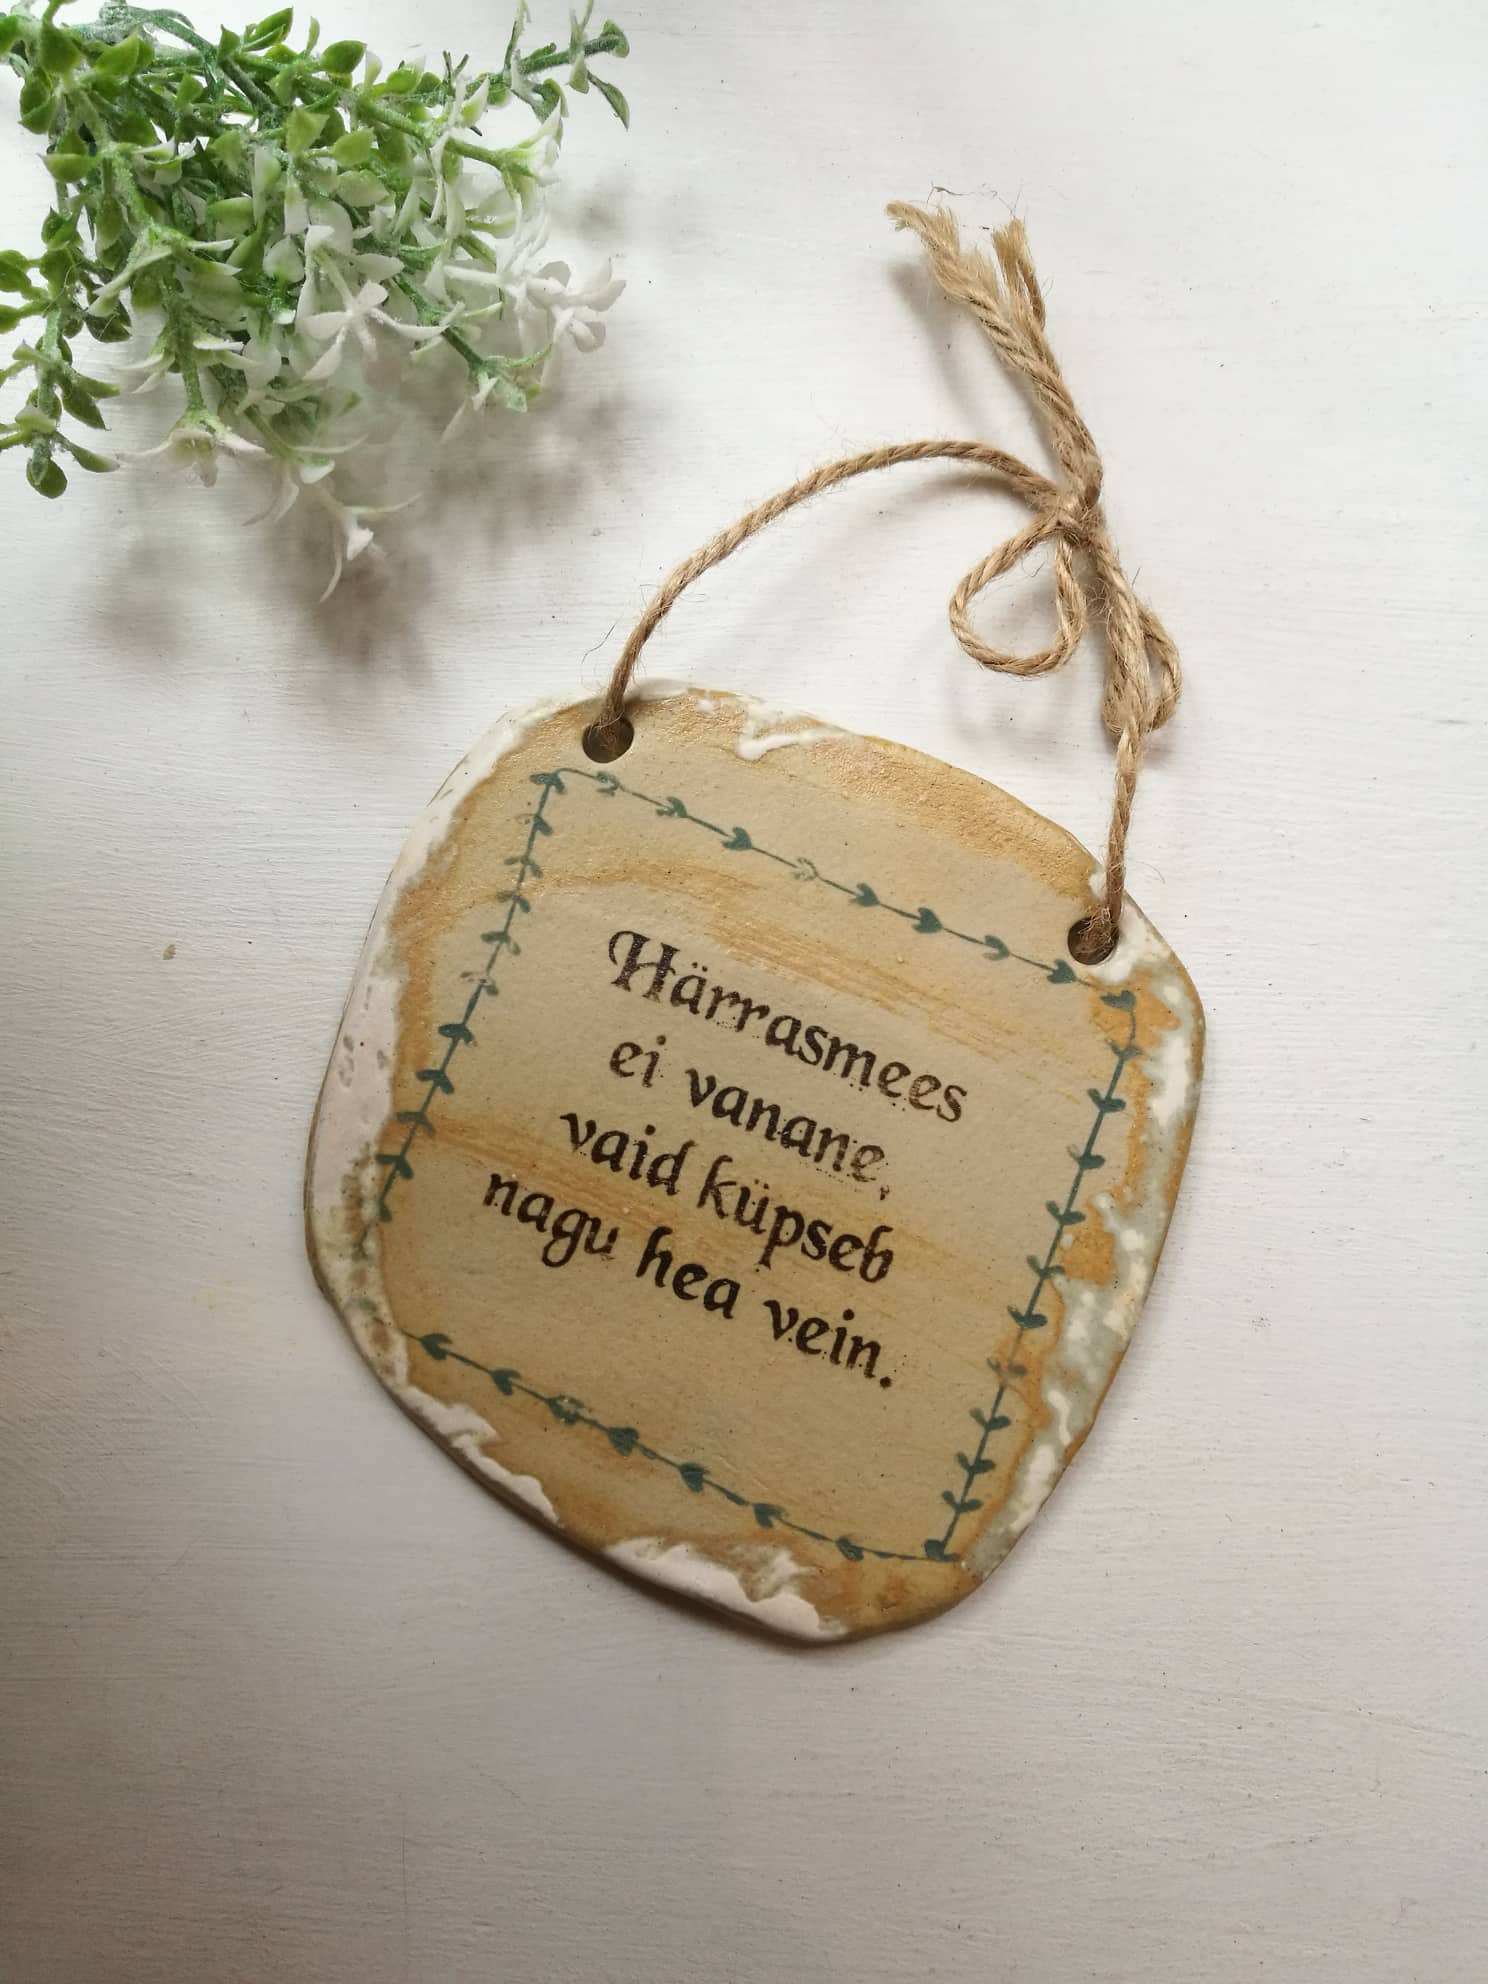 Härrasmees
ei vanane,
vaid küpseb
nagu hea vein.